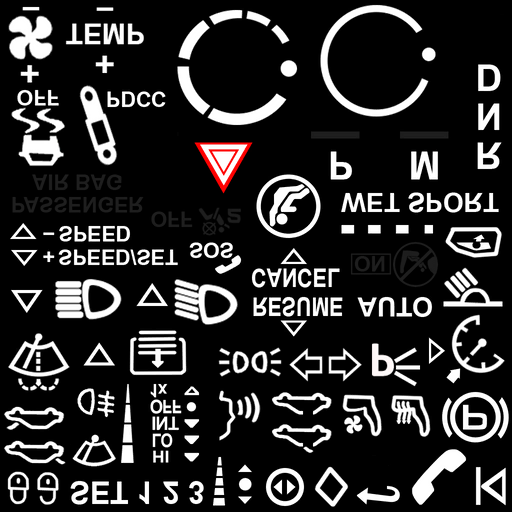 TEMP
OFF
PDCC
D
N
R
P
M
AIR BAG
PASSENGER
OFF
2
WET SPORT
- SPEED
+ SPEED/SET
SOS
ON
CANCEL
RESUME
AUTO
P
1x
OFF
INT
LO
HI
P
SET 1 2 3